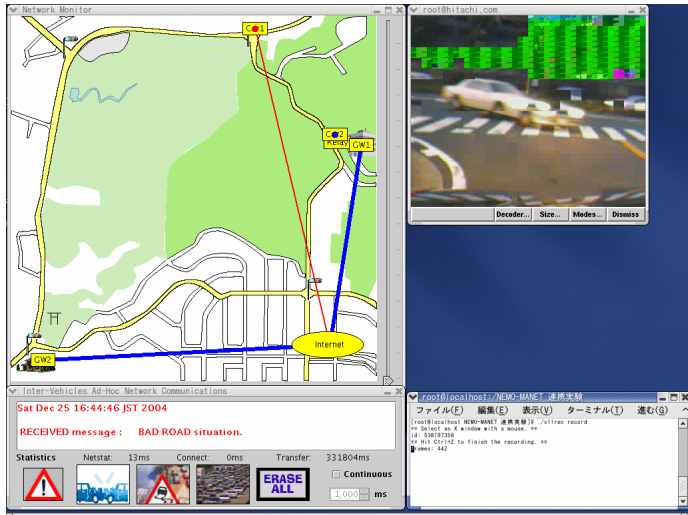 Network Monitor
C 1
C 2
Relay
GW1
Internet
GW2
root@hitachi.com
Decoder...
Size...
Modes...
Dismiss
Inter-Vehicles Ad-Hoc Network Communications
Sat Dec 25 16:44:46 JST 2004
RECEIVED message : BAD ROAD situation.
Statistics Netstat: 13ms Connect: 0ms Transfer: 331804ms
ERASE
ALL
Continuous
1,000 ms
root@localhost:/NEMO-MANET 連携実験
ファイル(F) 編集(E) 表示(V) ターミナル(T) 進む(G)
[root@localhost NEMO-MANET 連携実験]# ./x11rec record
** Select an X window with a mouse. **
id: 538197358
** Hit Ctrl+Z to finish the recording. **
frames: 442